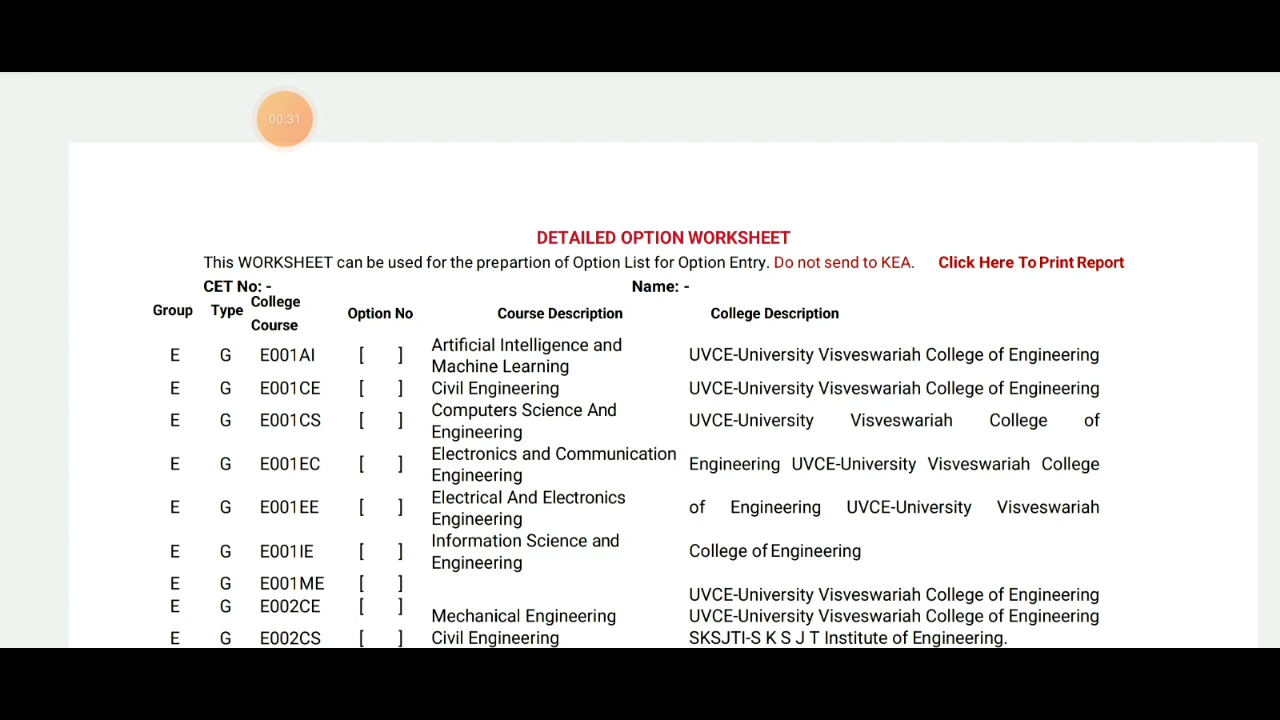 00:31
DETAILED OPTION WORKSHEET
This WORKSHEET can be used for the prepartion of Option List for Option Entry. Do not send to KEA. Click Here To Print Report
CET No: - Name: -
Group Type College Course Option No Course Description College Description
E G E001AI [ ] Artificial Intelligence and Machine Learning UVCE-University Visveswariah College of Engineering
E G E001CE [ ] Civil Engineering UVCE-University Visveswariah College of Engineering
E G E001CS [ ] Computers Science And Engineering UVCE-University Visveswariah College of
E G E001EC [ ] Electronics and Communication Engineering Engineering UVCE-University Visveswariah College
E G E001EE [ ] Electrical And Electronics Engineering of Engineering UVCE-University Visveswariah
E G E001IE [ ] Information Science and Engineering College of Engineering
E G E001ME [ ] UVCE-University Visveswariah College of Engineering
E G E002CE [ ] Mechanical Engineering UVCE-University Visveswariah College of Engineering
E G E002CS [ ] Civil Engineering SKSJTI-S K S J T Institute of Engineering.